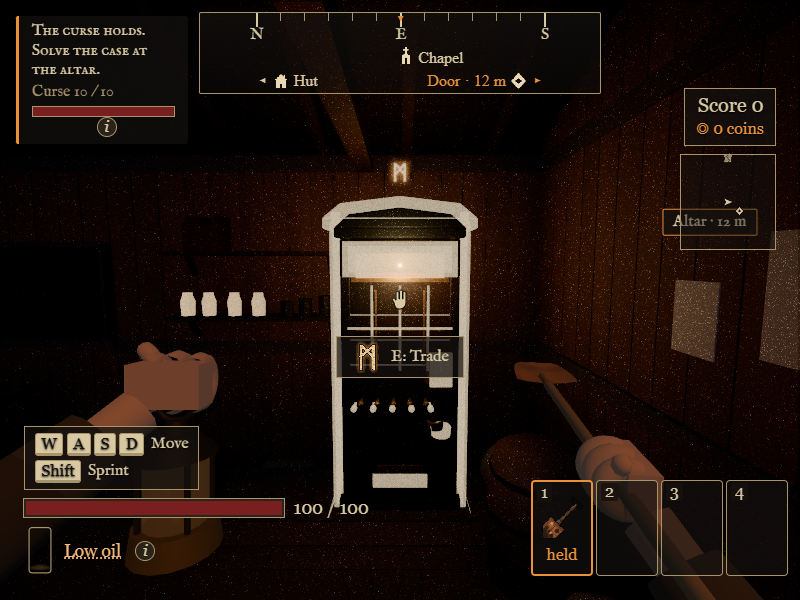 The curse holds.
Solve the case at
the altar.
Curse 10 / 10
i
N E S
Chapel
Hut
Door · 12 m
Score 0
0 coins
Altar · 12 m
E: Trade
W A S D Move
Shift Sprint
100 / 100
Low oil i
1 2 3 4
held